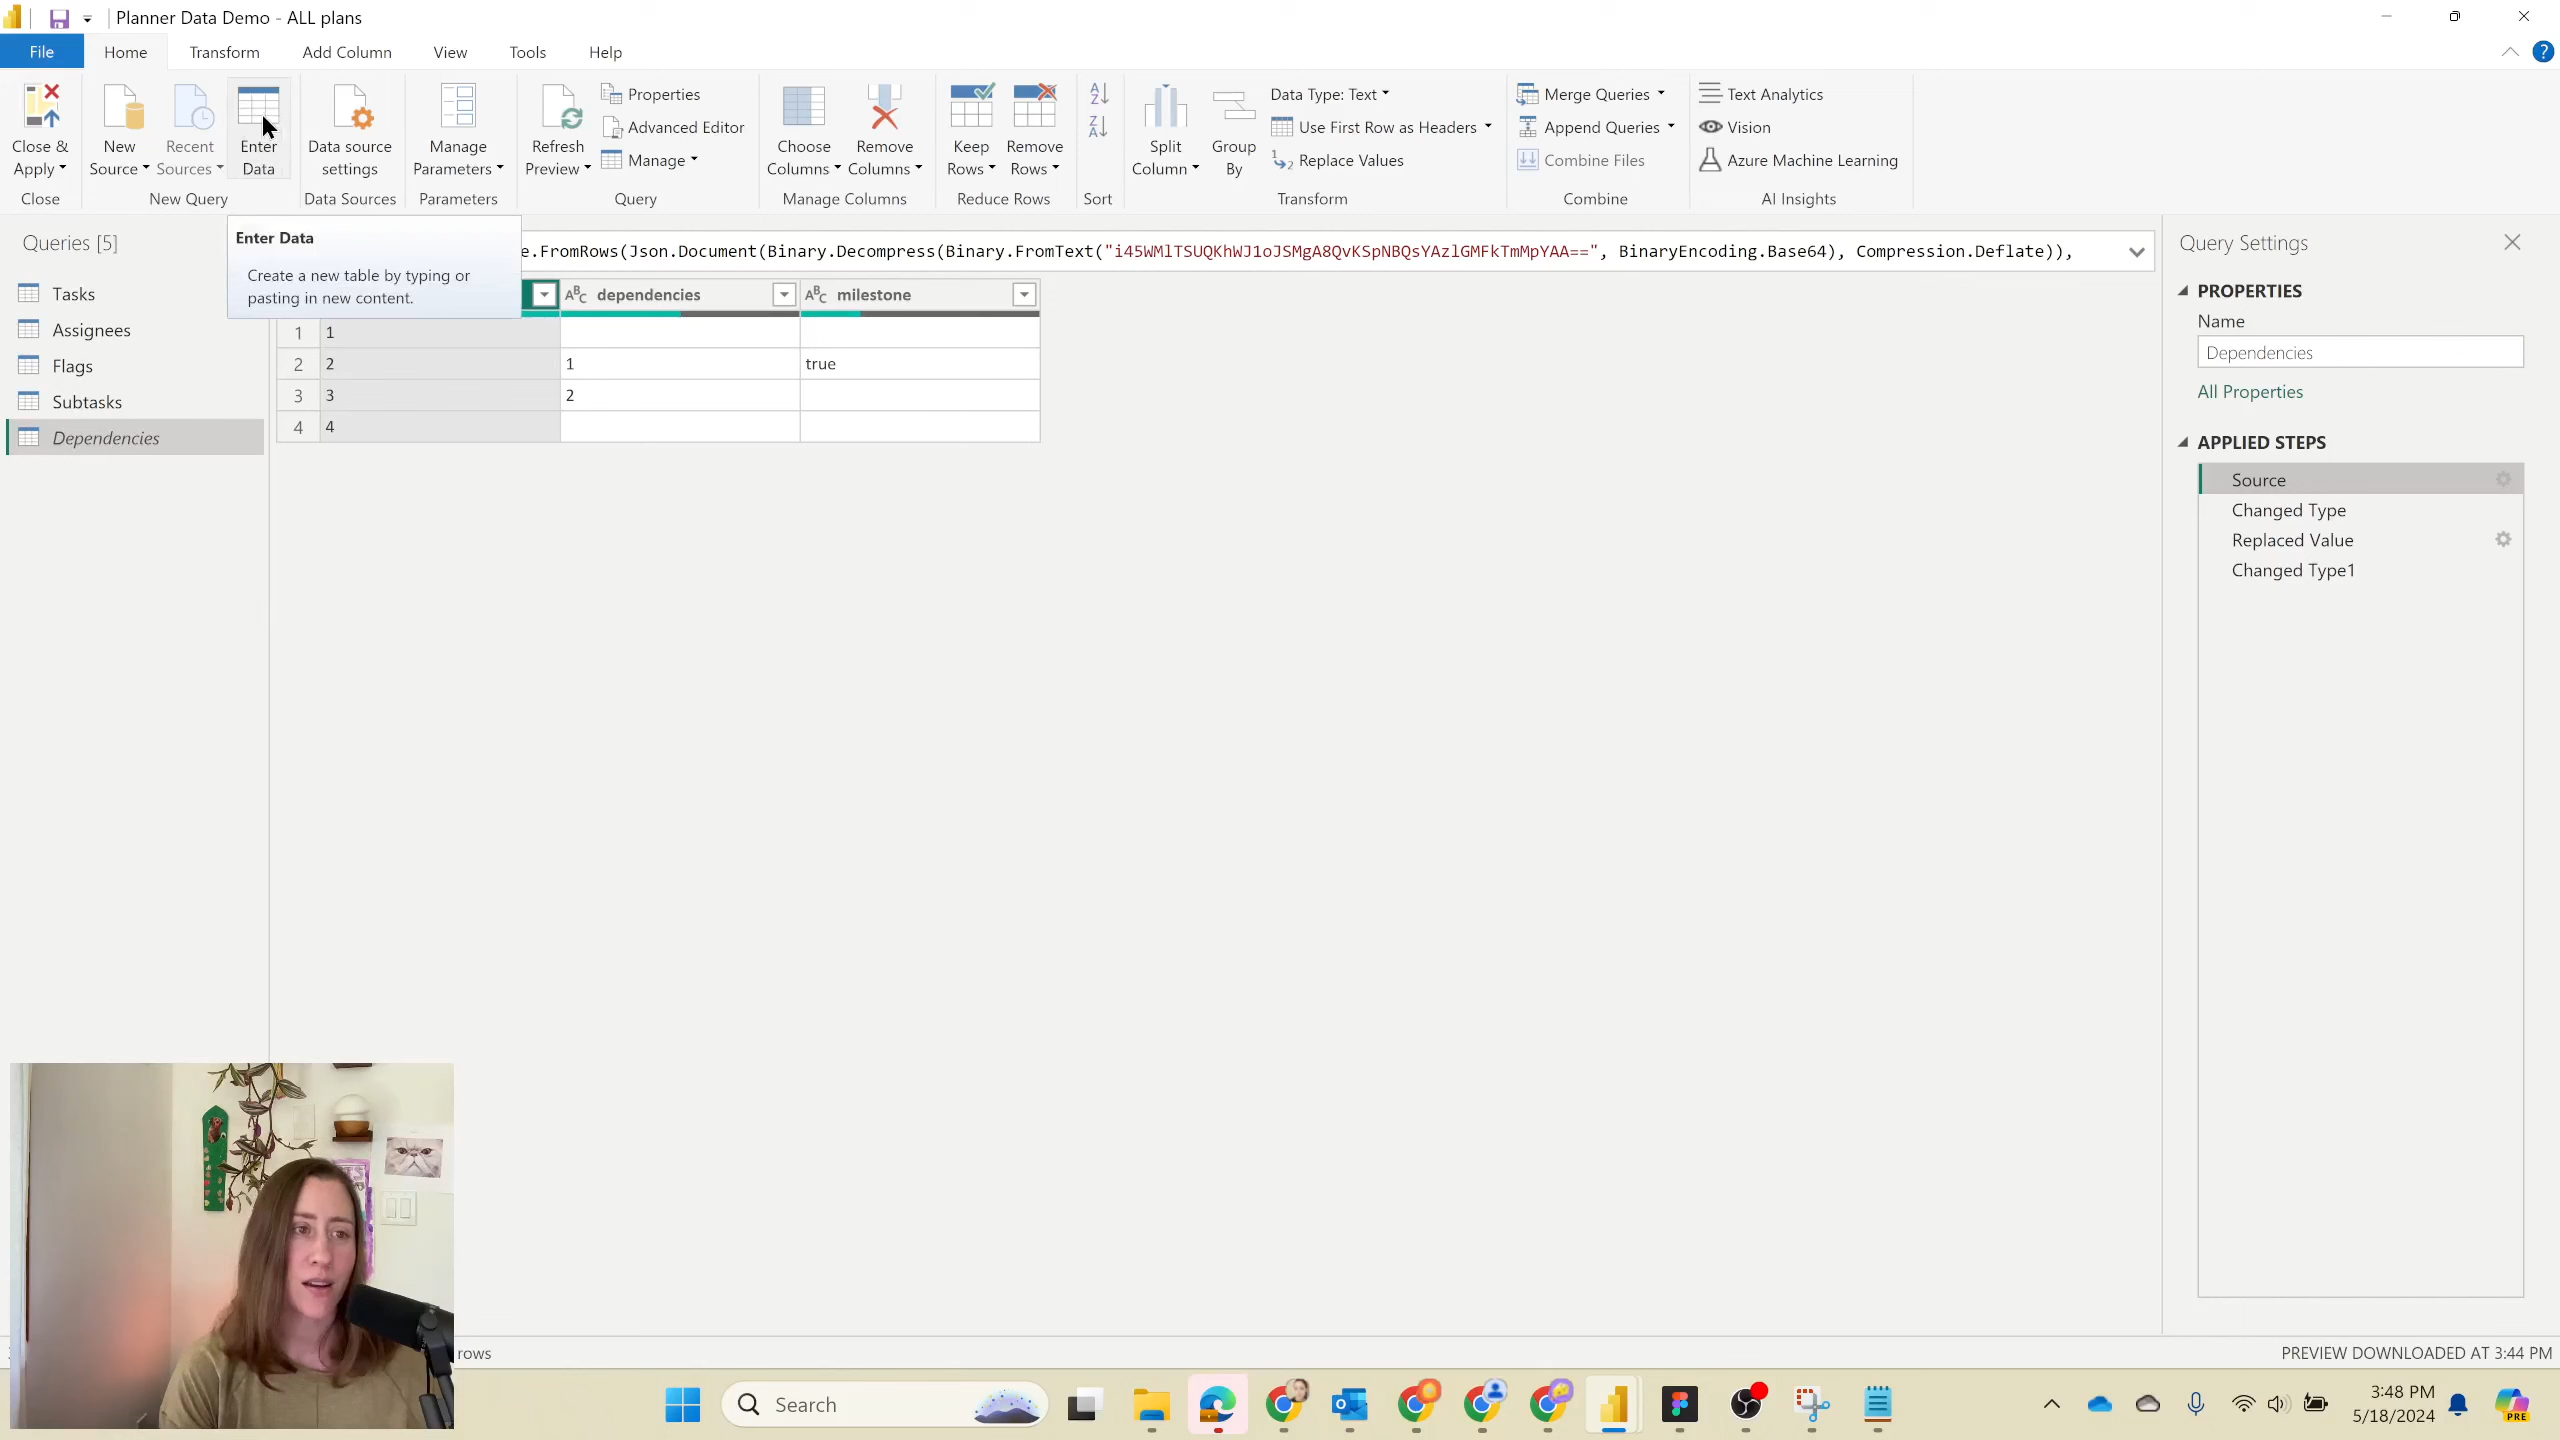 Planner Data Demo - ALL plans
File
Home
Transform
Add Column
View
Tools
Help
Close &
Apply
New
Source
Recent
Sources
Enter
Data
Data source
settings
Manage
Parameters
Refresh
Preview
Properties
Advanced Editor
Manage
Choose
Columns
Remove
Columns
Keep
Rows
Remove
Rows
Split
Column
Group
By
Data Type: Text
Use First Row as Headers
Replace Values
Merge Queries
Append Queries
Combine Files
Text Analytics
Vision
Azure Machine Learning
Close
New Query
Data Sources
Parameters
Query
Manage Columns
Reduce Rows
Sort
Transform
Combine
AI Insights
Queries [5]
Tasks
Assignees
Flags
Subtasks
Dependencies
Enter Data
Create a new table by typing or
pasting in new content.
e.FromRows(Json.Document(Binary.Decompress(Binary.FromText("i45WMlTSUQKhWJ1oJSMgA8QvKSpNBQsYAzlGMFkTmMpYAA==", BinaryEncoding.Base64), Compression.Deflate)),
ABC dependencies
ABC milestone
1 1
2 2 1 true
3 3 2
4 4
Query Settings
PROPERTIES
Name
Dependencies
All Properties
APPLIED STEPS
Source
Changed Type
Replaced Value
Changed Type1
rows
PREVIEW DOWNLOADED AT 3:44 PM
Search
3:48 PM
5/18/2024
PRE